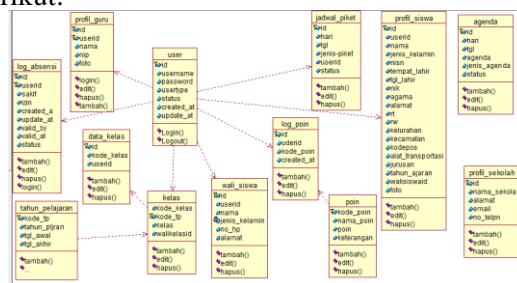 rikut:
profil_guru
id
userid
nama
nip
foto
login()
edit()
hapus()
tambah()
log_absensi
id
userid
sakit
izin
created_a
update_at
valid_by
valid_at
status
tambah()
edit()
hapus()
login()
user
id
username
password
usertype
status
created_at
update_at
Login()
Logout()
jadwal_piket
id
hari
tgl
jenis-piket
userid
status
tambah()
edit()
hapus()
profil_siswa
id
userid
nama
jenis_kelamin
nisn
tempat_lahir
tgl_lahir
nik
agama
alamat
rt
rw
kelurahan
kecamatan
kodepos
alat_transportasi
jurusan
tahun_ajaran
walisiswaid
foto
tambah()
edit()
hapus()
agenda
id
hari
tgl
agenda
jenis_agenda
status
tambah()
edit()
hapus()
data_kelas
id
kode_kelas
userid
tambah()
edit()
hapus()
log_poin
id
uderid
kode_poin
created_at
tambah()
edit()
hapus()
tahun_pelajaran
kode_tp
tahun_pljran
tgl_awal
tgl_akhir
tambah()
...
kelas
kode_kelas
kode_tp
kelas
walikelasid
tambah()
edit()
hapus()
wali_siswa
id
userid
nama
jenis_kelamin
no_hp
alamat
tambah()
edit()
hapus()
poin
kode_poin
nama_poin
poin
keterangan
tambah()
edit()
hapus()
profil_sekolah
id
nama_sekola
alamat
email
no_telpn
tambah()
edit()
hapus()